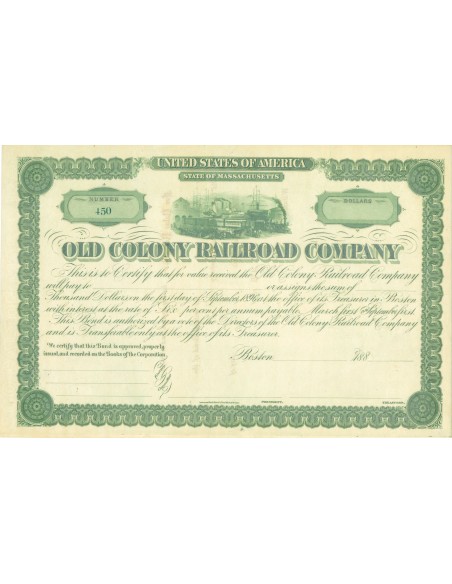 UNITED STATES OF AMERICA
STATE OF MASSACHUSETTS
NUMBER
450
DOLLARS
OLD COLONY RAILROAD COMPANY
This is to Certify that for value received the Old Colony Railroad Company
will pay to or assigns the sum of
Thousand Dollars on the first day of September at the office of its Treasurer in Boston
with interest at the rate of Six per cent per annum payable March first & September first.
This Bond is authorized by a vote of the Directors of the Old Colony Railroad Company
and is Transferable only at the office of its Treasurer.
We certify that this Bond is approved, properly
issued, and recorded on the Books of the Corporation.
Boston 188
PRESIDENT.
TREASURER.